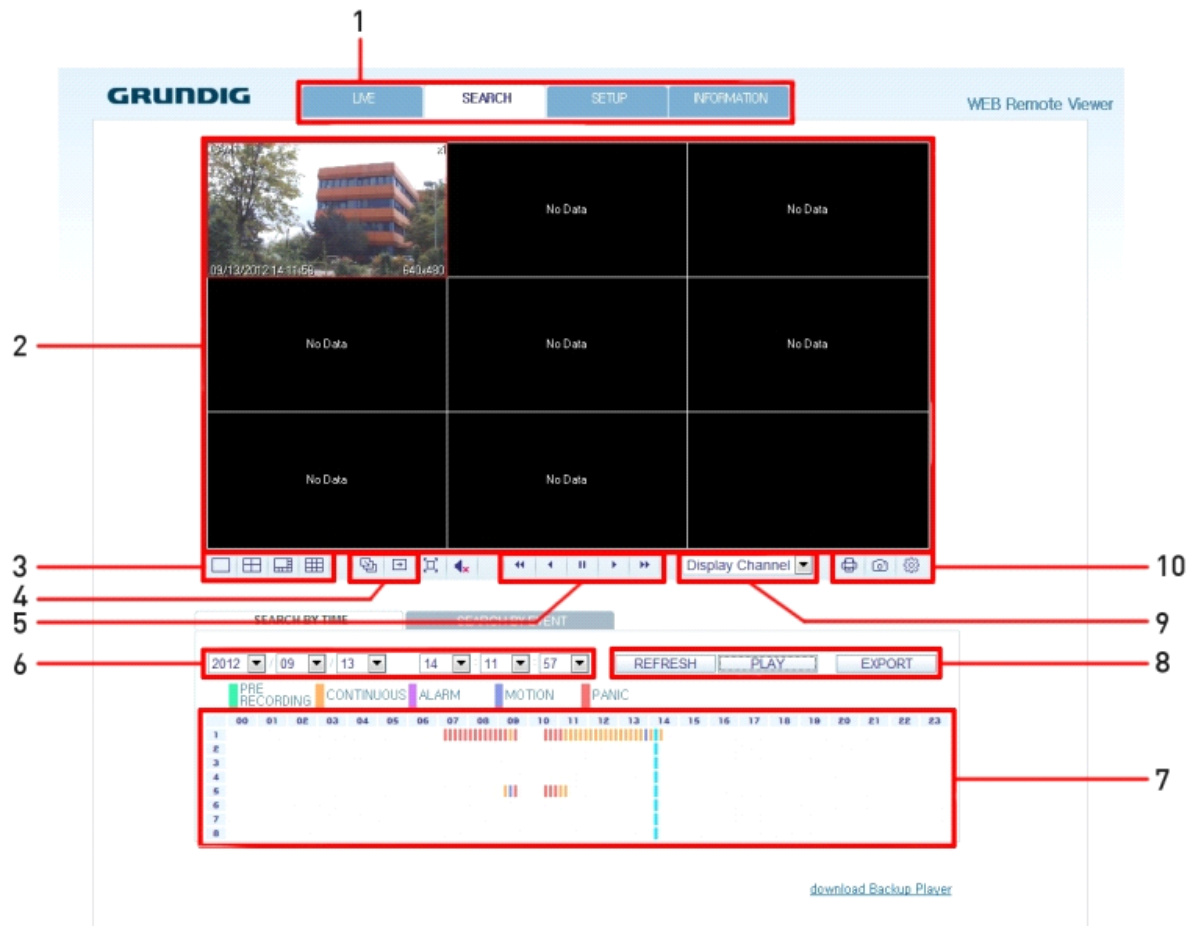 1
GRUNDIG
LIVE SEARCH SETUP INFORMATION
WEB Remote Viewer
x1
No Data No Data
09/13/2012 14:11:58 640x480
2
No Data No Data No Data
No Data No Data
3
Display Channel
10
4
5
9
SEARCH BY TIME SEARCH BY EVENT
6
2012 / 09 / 13 14 : 11 : 57
REFRESH PLAY EXPORT
8
PRE RECORDING CONTINUOUS ALARM MOTION PANIC
00 01 02 03 04 05 06 07 08 09 10 11 12 13 14 15 16 17 18 19 20 21 22 23
1
2
3
4
5
6
7
8
7
download Backup Player